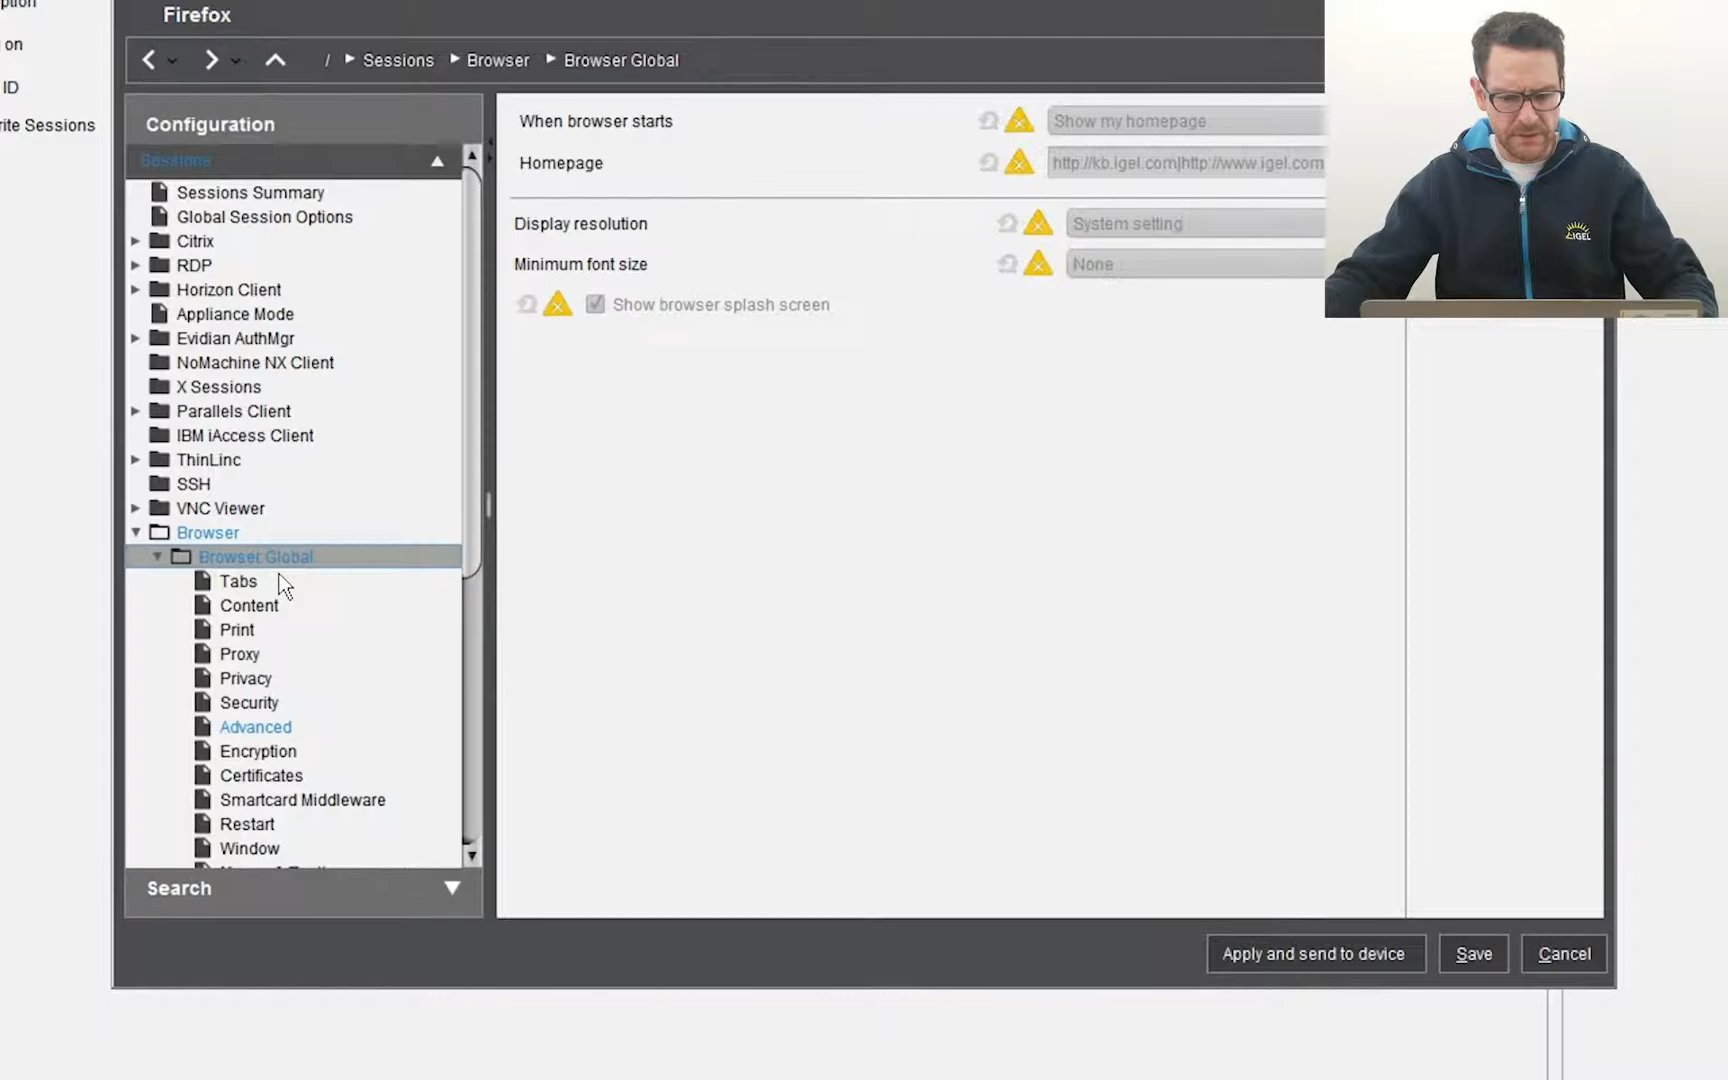 ption
on
ID
rite Sessions
Firefox
/ Sessions Browser Browser Global
Configuration
Sessions
Sessions Summary
Global Session Options
Citrix
RDP
Horizon Client
Appliance Mode
Evidian AuthMgr
NoMachine NX Client
X Sessions
Parallels Client
IBM iAccess Client
ThinLinc
SSH
VNC Viewer
Browser
Browser Global
Tabs
Content
Print
Proxy
Privacy
Security
Advanced
Encryption
Certificates
Smartcard Middleware
Restart
Window
Search
When browser starts
Show my homepage
Homepage
http://kb.igel.com|http://www.igel.com
Display resolution
System setting
Minimum font size
None
Show browser splash screen
IGEL
Apply and send to device
Save
Cancel